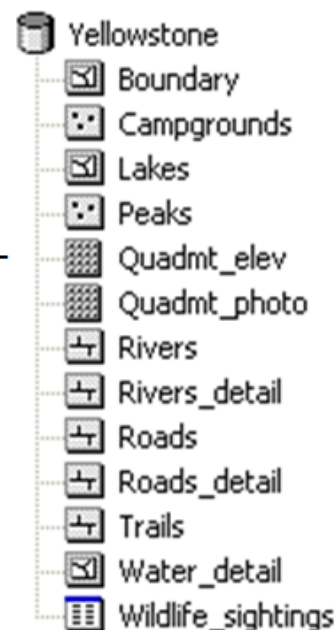 Yellowstone
Boundary
Campgrounds
Lakes
Peaks
Quadmt_elev
Quadmt_photo
Rivers
Rivers_detail
Roads
Roads_detail
Trails
Water_detail
Wildlife_sightings